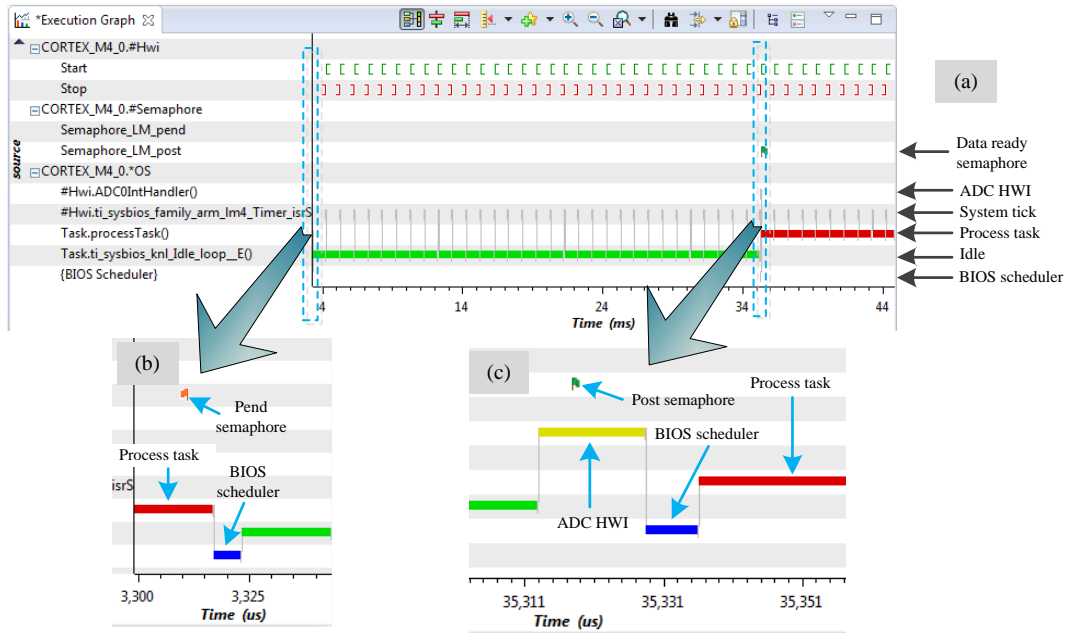 *Execution Graph
CORTEX_M4_0.#Hwi
Start
Stop
CORTEX_M4_0.#Semaphore
Semaphore_LM_pend
Semaphore_LM_post
CORTEX_M4_0.*OS
#Hwi.ADC0IntHandler()
#Hwi.ti_sysbios_family_arm_lm4_Timer_isrS
Task.processTask()
Task.ti_sysbios_knl_Idle_loop__E()
{BIOS Scheduler}
source
4 14 24 34 44
Time (ms)
(a)
Data ready
semaphore
ADC HWI
System tick
Process task
Idle
BIOS scheduler
(b)
Pend
semaphore
Process task
BIOS
scheduler
isrS
3,300 3,325
Time (us)
(c)
Process task
Post semaphore
BIOS scheduler
ADC HWI
35,311 35,331 35,351
Time (us)